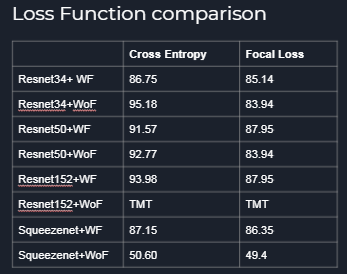 Loss Function comparison
Cross Entropy Focal Loss
Resnet34+ WF 86.75 85.14
Resnet34+WoF 95.18 83.94
Resnet50+WF 91.57 87.95
Resnet50+WoF 92.77 83.94
Resnet152+WF 93.98 87.95
Resnet152+WoF TMT TMT
Squeezenet+WF 87.15 86.35
Squeezenet+WoF 50.60 49.4